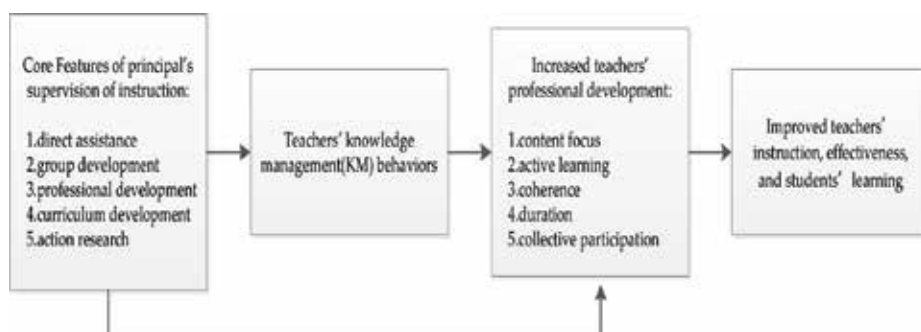 Core Features of principal's
supervision of instruction:
1.direct assistance
2.group development
3.professional development
4.curriculum development
5.action research
Teachers' knowledge
management(KM) behaviors
Increased teachers'
professional development:
1.content focus
2.active learning
3.coherence
4.duration
5.collective participation
Improved teachers'
instruction, effectiveness,
and students' learning